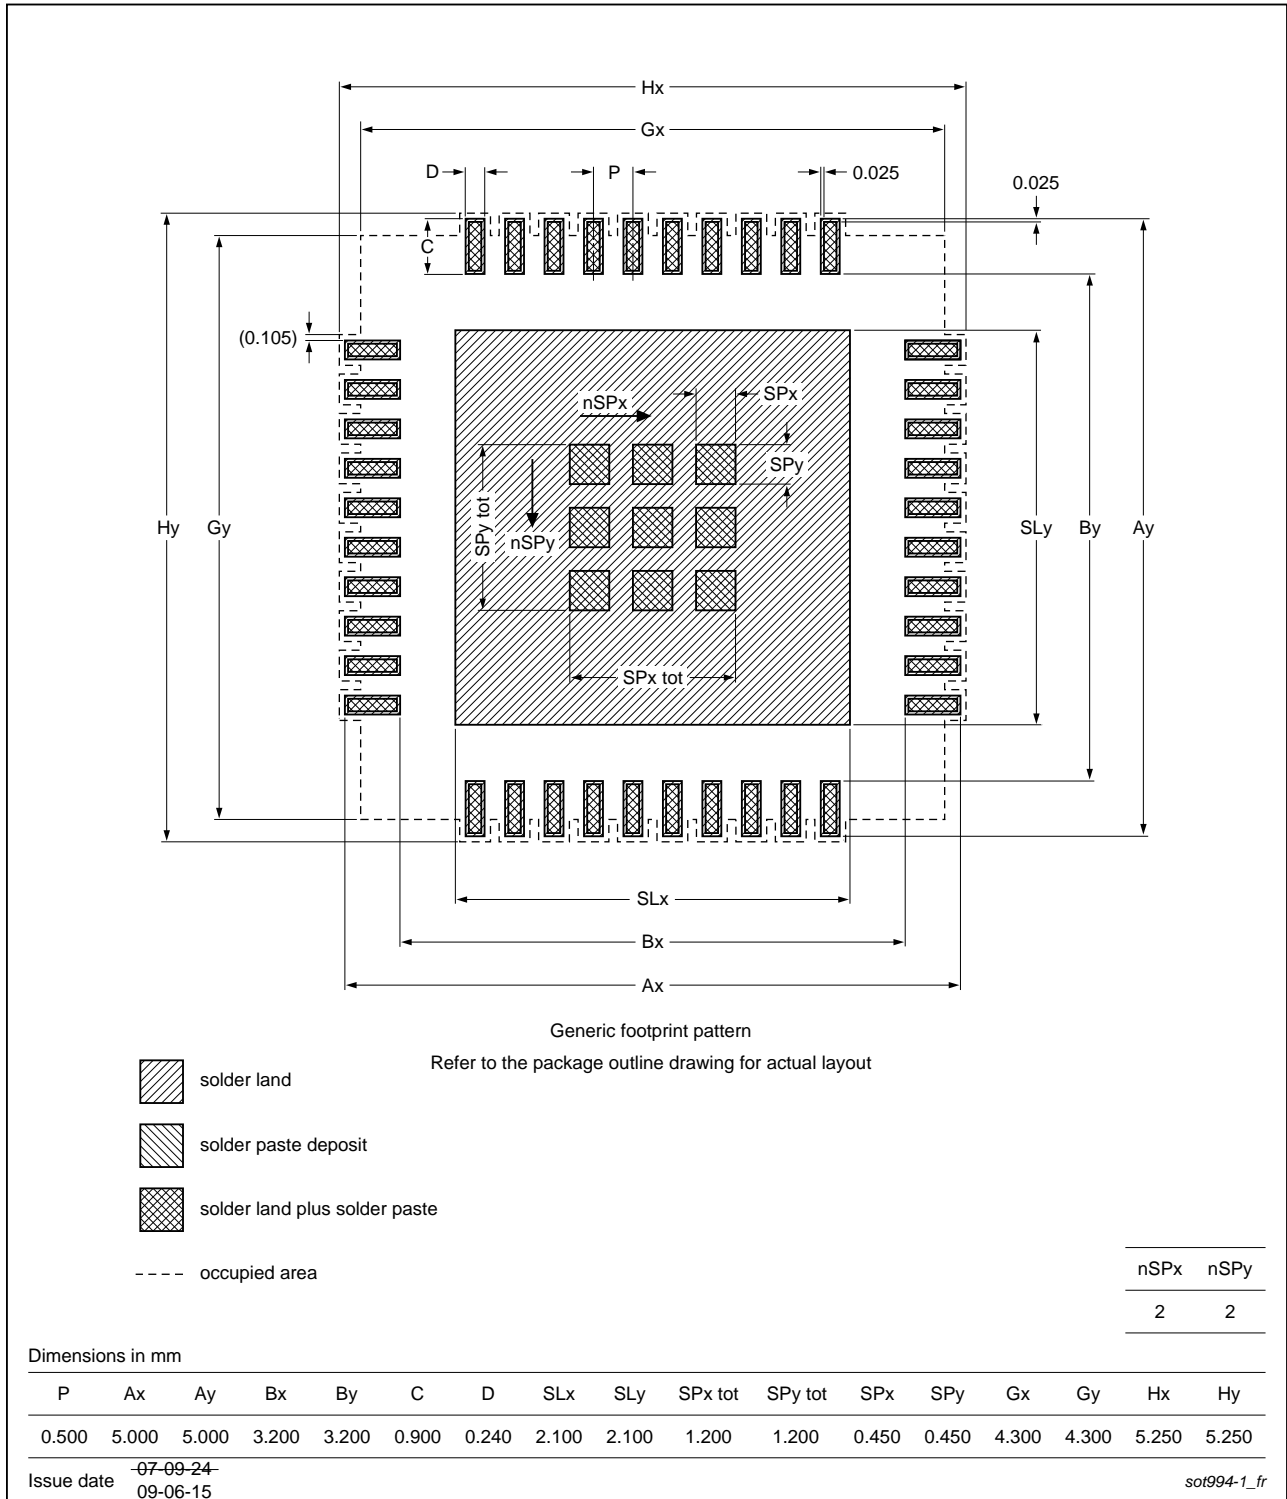 Hx
Gx
D
P
0.025
0.025
C
(0.105)
nSPx
SPx
SPy
SPy tot
nSPy
Hy
Gy
SLy
By
Ay
SPx tot
SLx
Bx
Ax
Generic footprint pattern
Refer to the package outline drawing for actual layout
solder land
solder paste deposit
solder land plus solder paste
occupied area
nSPx nSPy
2 2
Dimensions in mm
P Ax Ay Bx By C D SLx SLy SPx tot SPy tot SPx SPy Gx Gy Hx Hy
0.500 5.000 5.000 3.200 3.200 0.900 0.240 2.100 2.100 1.200 1.200 0.450 0.450 4.300 4.300 5.250 5.250
Issue date 07-09-24
09-06-15
sot994-1_fr